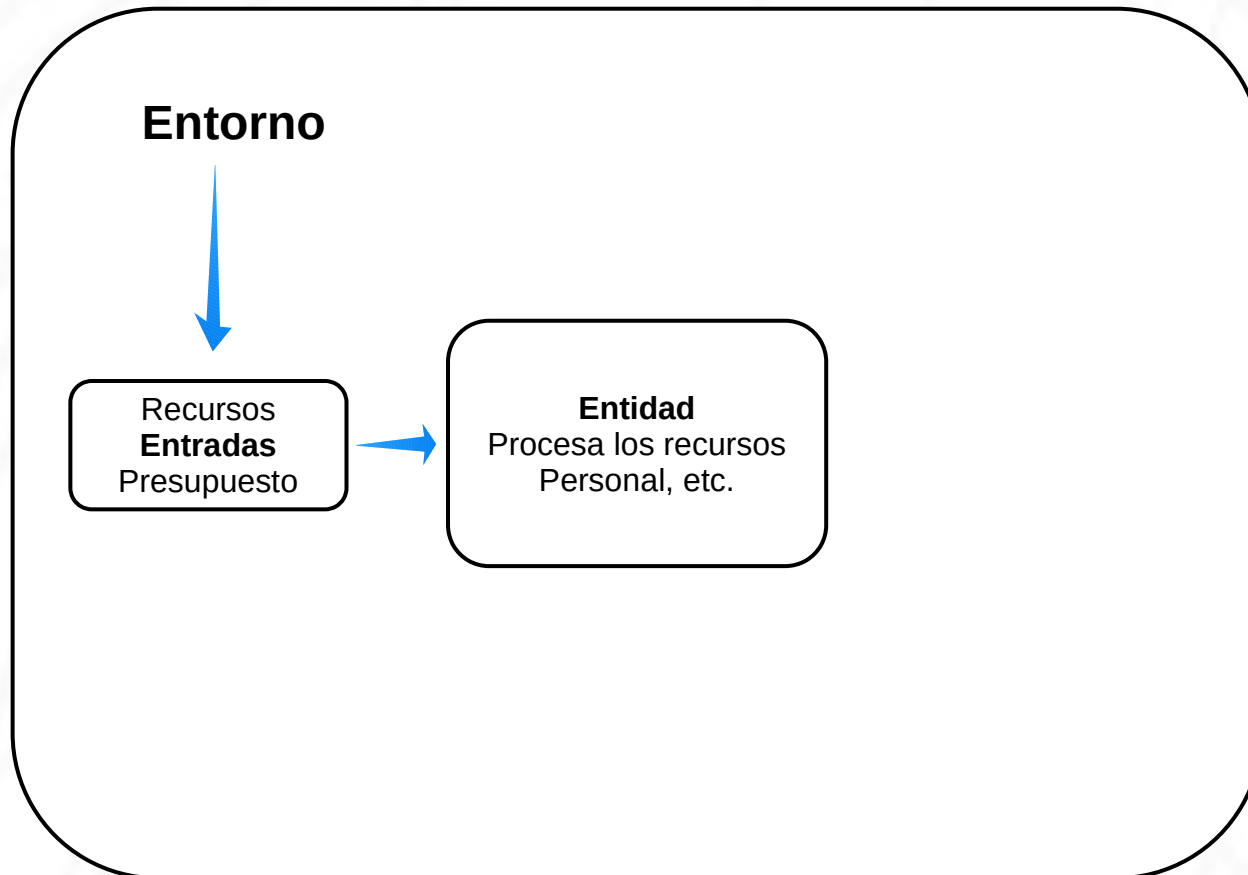 Entorno
Recursos
Entradas
Presupuesto
Entidad
Procesa los recursos
Personal, etc.